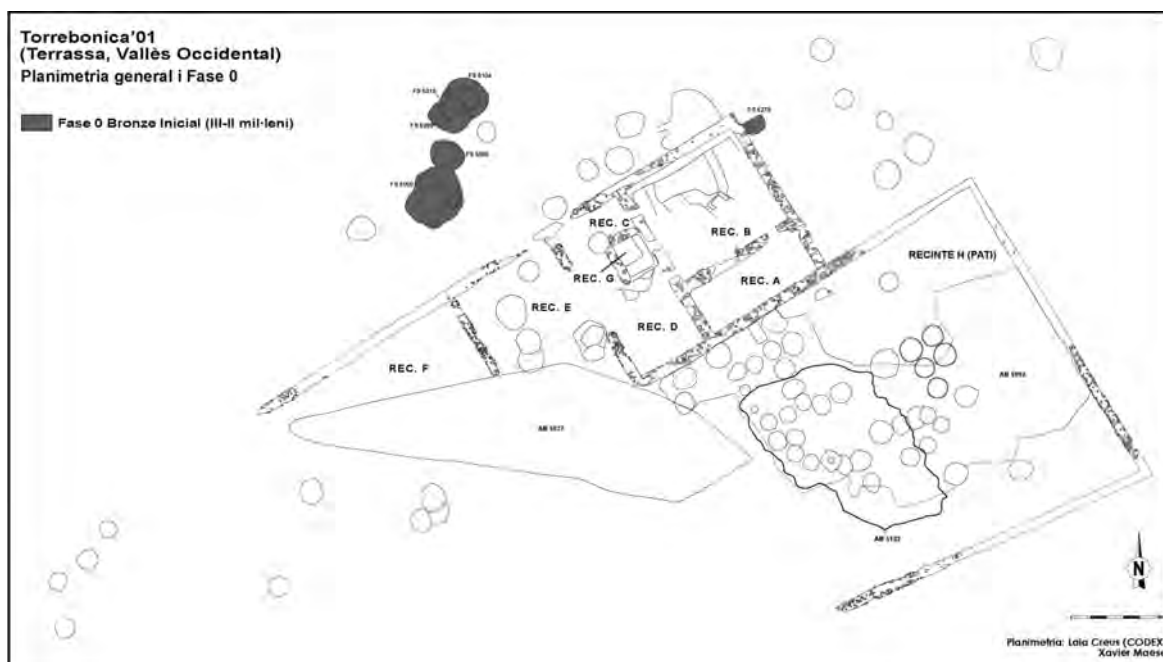 Torrebonica'01
(Terrassa, Vallès Occidental)
Planimetria general i Fase 0
Fase 0 Bronze Inicial (III-II mil·leni)
REC. C
REC. B
RECINTE H (PATI)
REC. G
REC. A
REC. E
REC. D
REC. F
N
Planimetria: Laia Creus (CODEX)
Xavier Maese